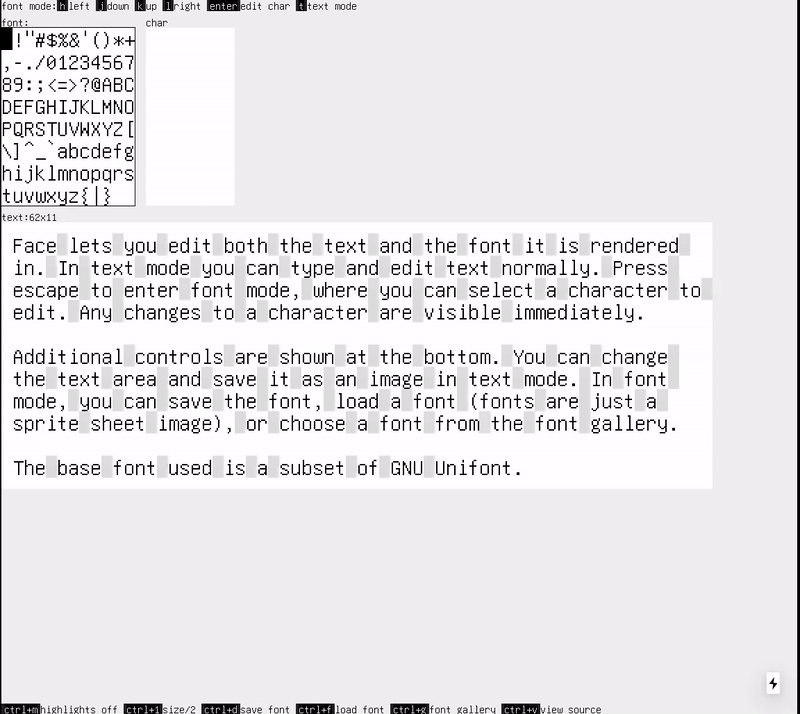 font mode: h left j down k up l right enter edit char t text mode
font: char
!"#$%&'()*+
,-./01234567
89:;<=>?@ABC
DEFGHIJKLMNO
PQRSTUVWXYZ[
\]^_`abcdefg
hijklmnopqrs
tuvwxyz{|}
text:62x11
Face lets you edit both the text and the font it is rendered
in. In text mode you can type and edit text normally. Press
escape to enter font mode, where you can select a character to
edit. Any changes to a character are visible immediately.
Additional controls are shown at the bottom. You can change
the text area and save it as an image in text mode. In font
mode, you can save the font, load a font (fonts are just a
sprite sheet image), or choose a font from the font gallery.
The base font used is a subset of GNU Unifont.
ctrl+m highlights off ctrl+1 size/2 ctrl+d save font ctrl+f load font ctrl+g font gallery ctrl+v view source